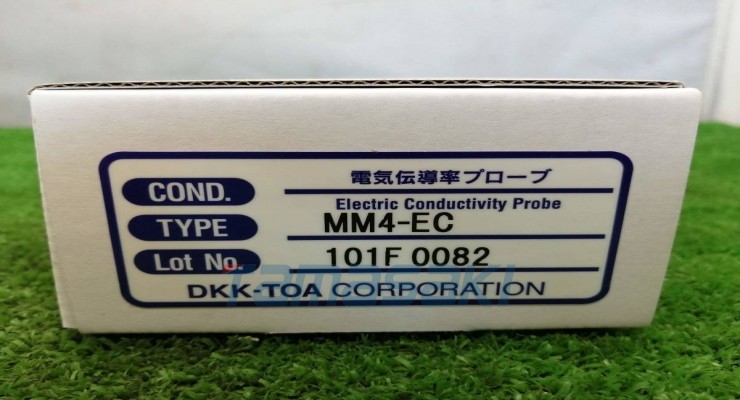 COND. 電気伝導率プローブ
Electric Conductivity Probe
TYPE MM4-EC
Lot No. 101F 0082
Tamasaki
DKK-TOA CORPORATION